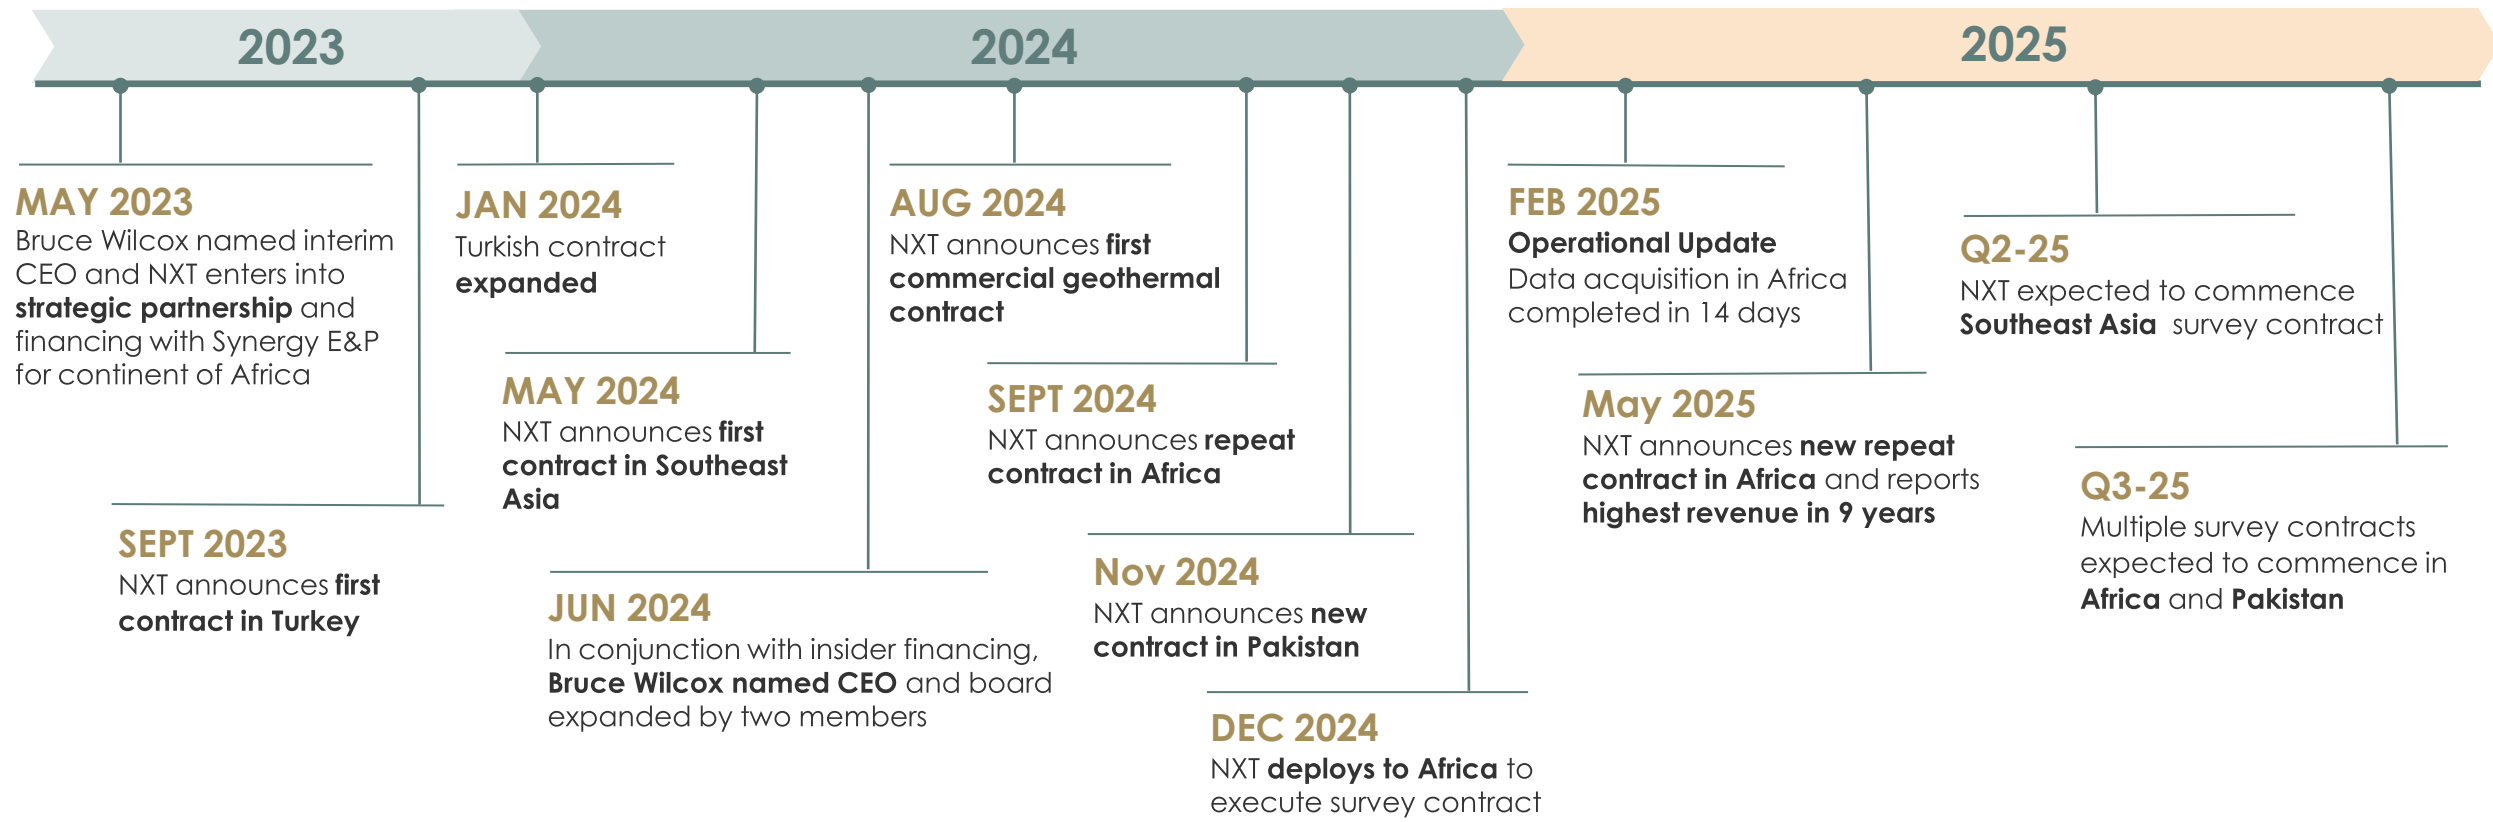 2023
2024
2025
MAY 2023
Bruce Wilcox named interim
CEO and NXT enters into
strategic partnership and
financing with Synergy E&P
for continent of Africa
SEPT 2023
NXT announces first
contract in Turkey
JAN 2024
Turkish contract
expanded
MAY 2024
NXT announces first
contract in Southeast
Asia
JUN 2024
In conjunction with insider financing,
Bruce Wilcox named CEO and board
expanded by two members
AUG 2024
NXT announces first
commercial geothermal
contract
SEPT 2024
NXT announces repeat
contract in Africa
Nov 2024
NXT announces new
contract in Pakistan
DEC 2024
NXT deploys to Africa to
execute survey contract
FEB 2025
Operational Update
Data acquisition in Africa
completed in 14 days
May 2025
NXT announces new repeat
contract in Africa and reports
highest revenue in 9 years
Q2-25
NXT expected to commence
Southeast Asia survey contract
Q3-25
Multiple survey contracts
expected to commence in
Africa and Pakistan